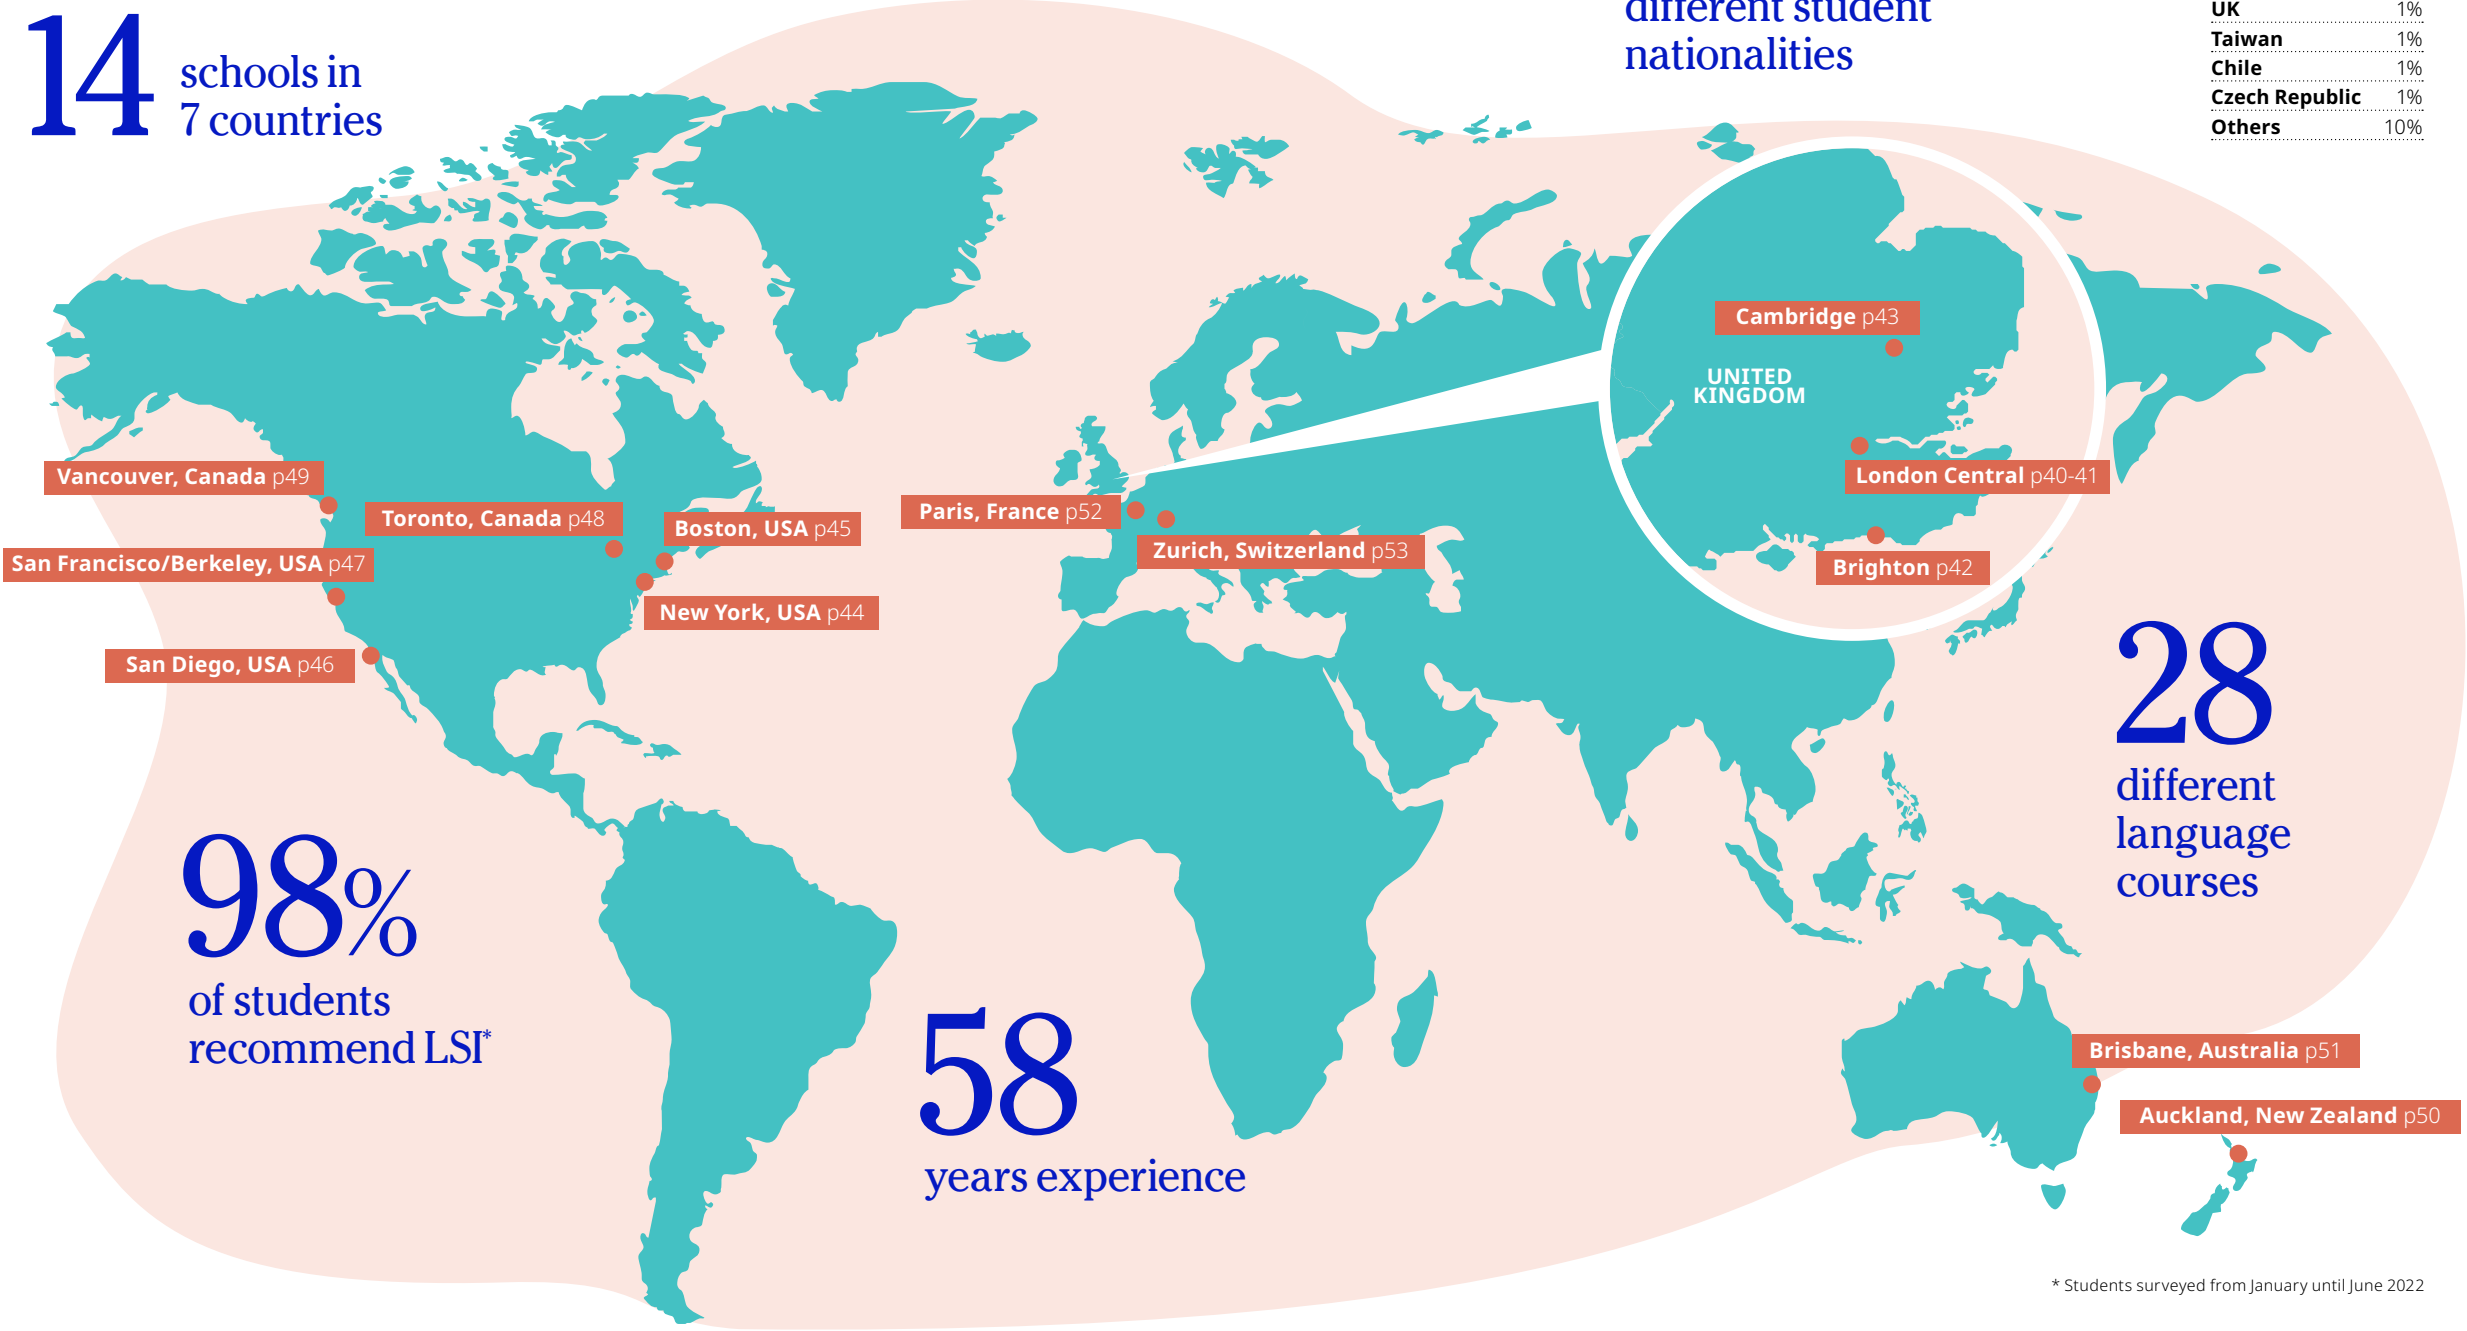 14
schools in
7 countries
different student
nationalities
UK 1%
Taiwan 1%
Chile 1%
Czech Republic 1%
Others 10%
Cambridge p43
UNITED
KINGDOM
London Central p40-41
Brighton p42
Vancouver, Canada p49
Toronto, Canada p48
Boston, USA p45
San Francisco/Berkeley, USA p47
New York, USA p44
San Diego, USA p46
Paris, France p52
Zurich, Switzerland p53
28
different
language
courses
98%
of students
recommend LSI*
58
years experience
Brisbane, Australia p51
Auckland, New Zealand p50
* Students surveyed from January until June 2022